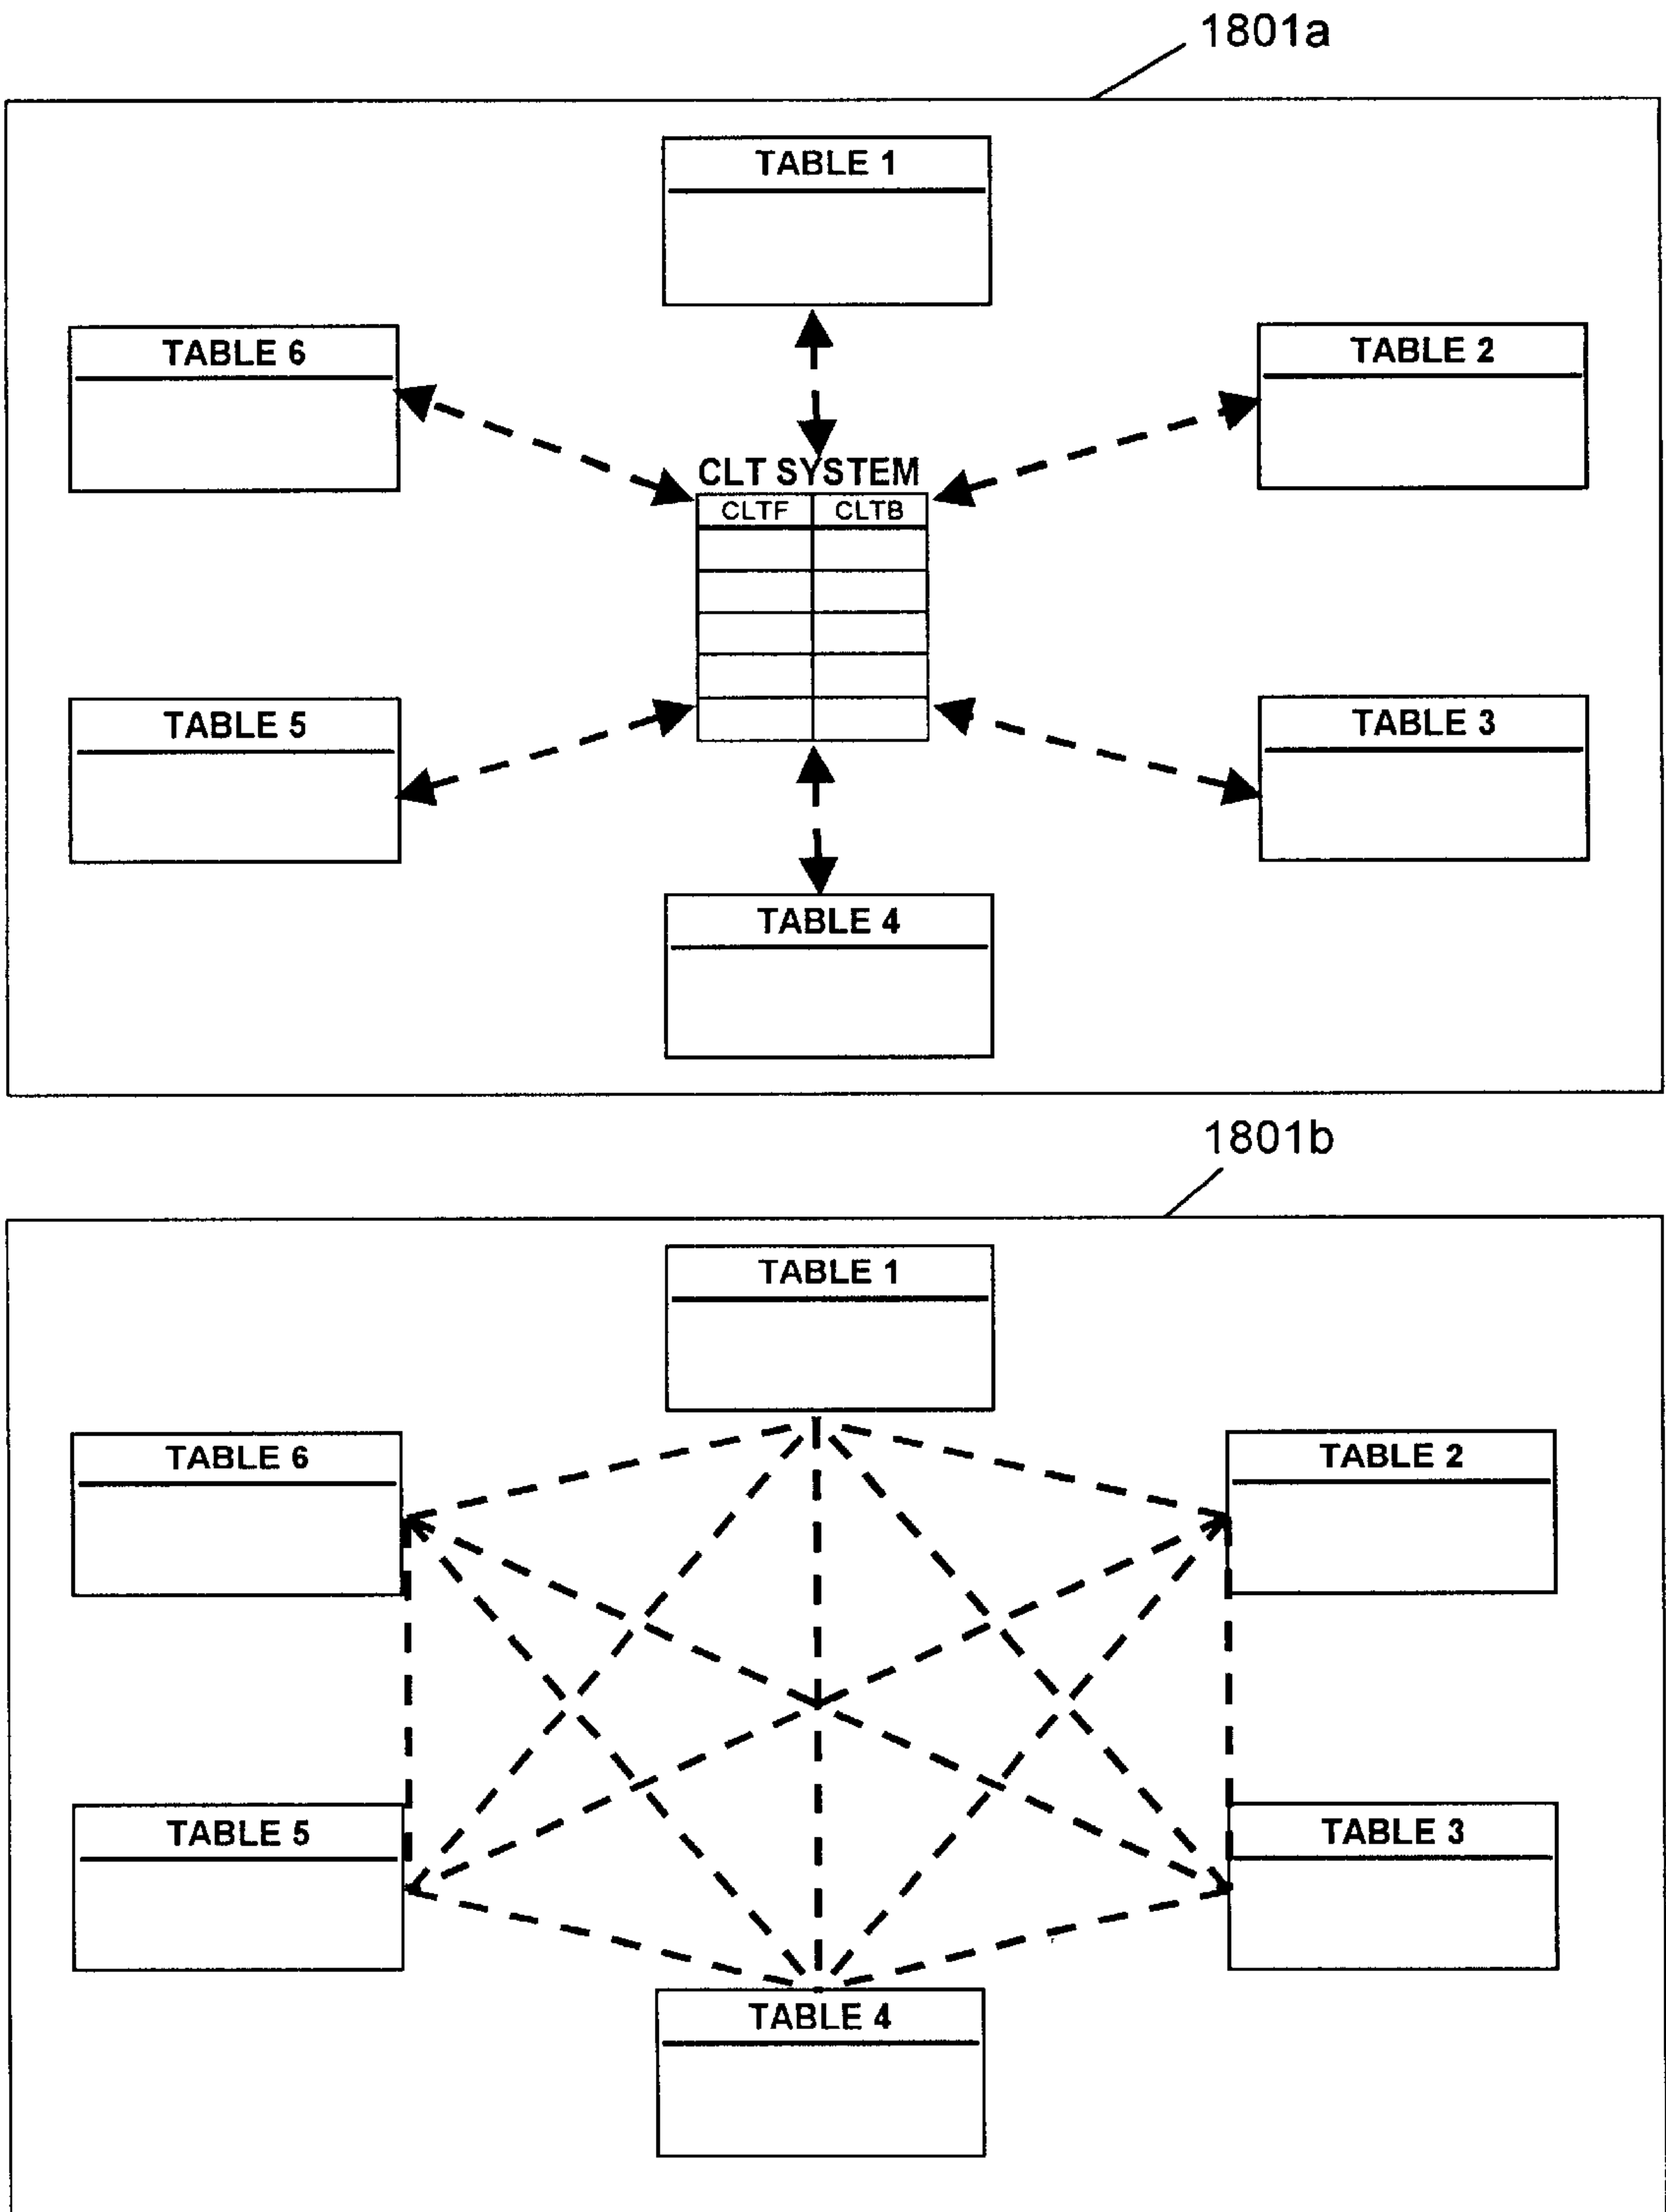 1801a
TABLE 1
TABLE 6
TABLE 2
CLT SYSTEM
CLTF CLTB
TABLE 5
TABLE 3
TABLE 4
1801b
TABLE 1
TABLE 6
TABLE 2
TABLE 5
TABLE 3
TABLE 4